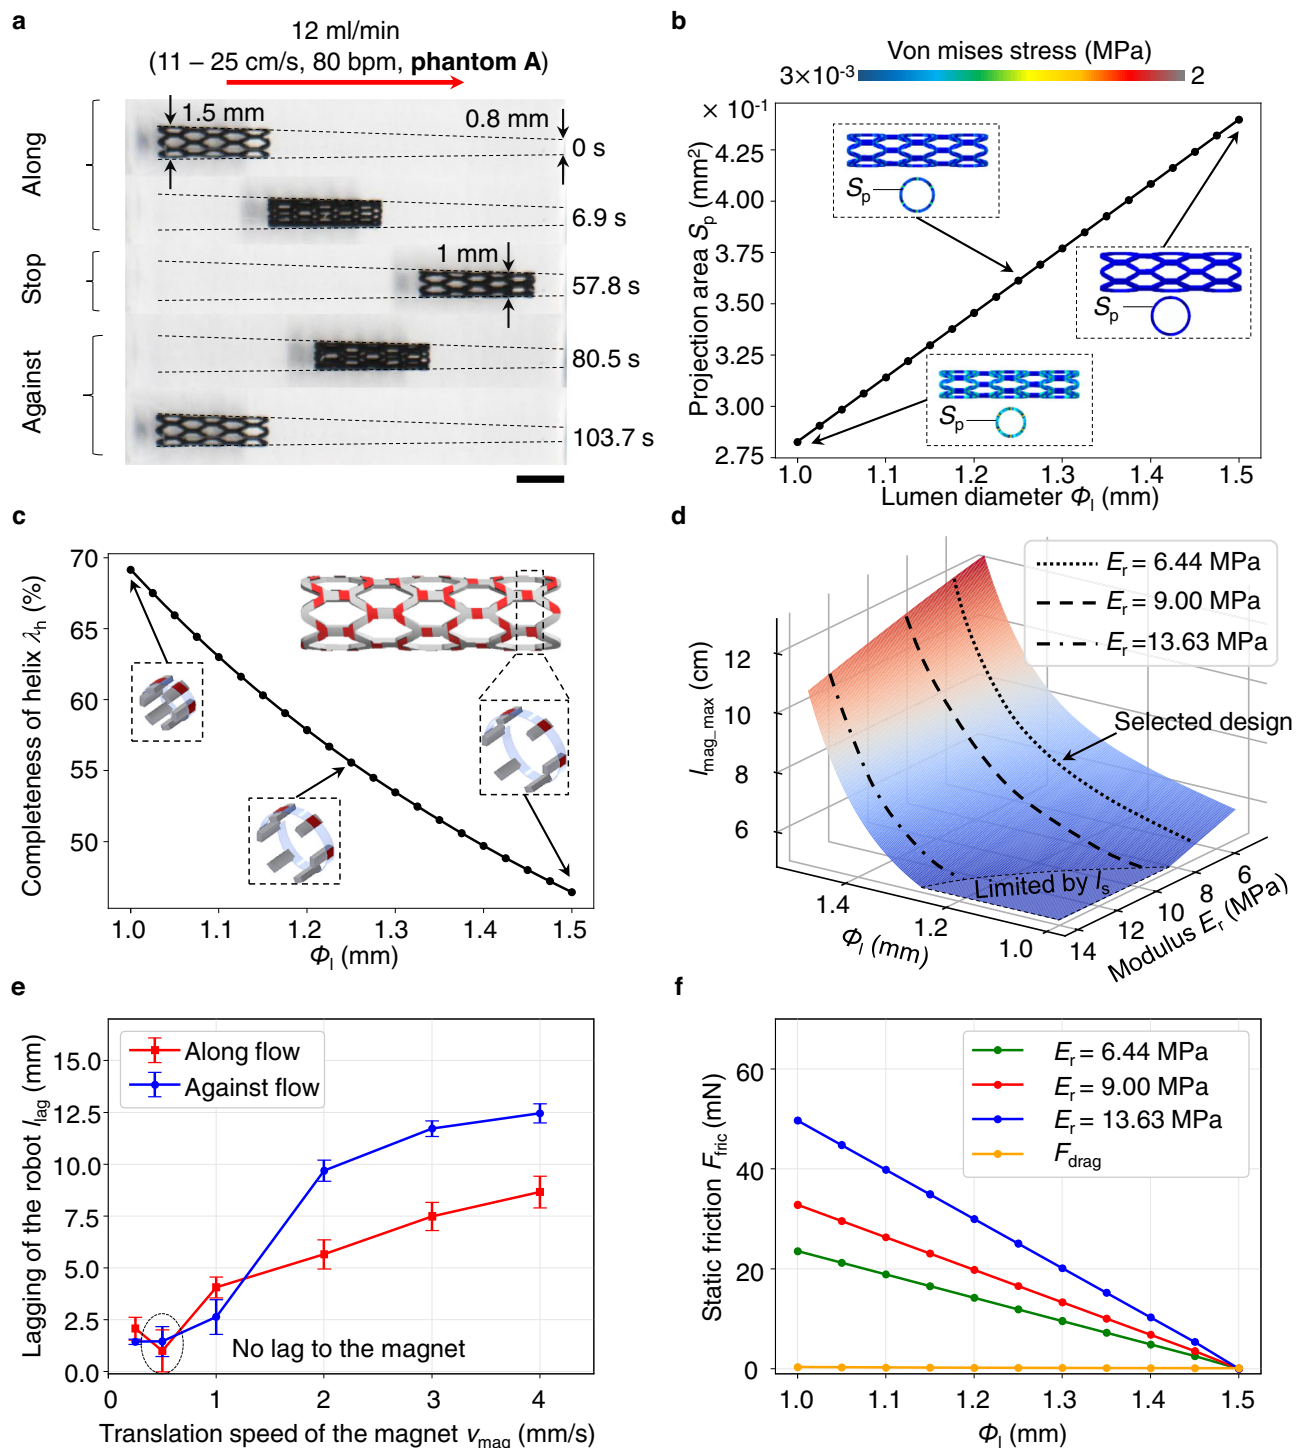 a
12 ml/min
(11 – 25 cm/s, 80 bpm, phantom A)
Along
Stop
Against
1.5 mm
0.8 mm
0 s
6.9 s
1 mm
57.8 s
80.5 s
103.7 s
b
Von mises stress (MPa)
3×10⁻³
2
× 10⁻¹
Projection area Sₚ (mm²)
4.25
4.00
3.75
3.50
3.25
3.00
2.75
Sₚ
Sₚ
Sₚ
1.0 1.1 1.2 1.3 1.4 1.5
Lumen diameter Φₗ (mm)
c
Completeness of helix λₕ (%)
70
65
60
55
50
1.0 1.1 1.2 1.3 1.4 1.5
Φₗ (mm)
d
Eᵣ = 6.44 MPa
Eᵣ = 9.00 MPa
Eᵣ = 13.63 MPa
l_mag_max (cm)
12
10
8
6
Selected design
Limited by lₛ
1.4
1.2
1.0
Φₗ (mm)
14 12 10 8 6
Modulus Eᵣ (MPa)
e
Lagging of the robot l_lag (mm)
15.0
12.5
10.0
7.5
5.0
2.5
0.0
Along flow
Against flow
No lag to the magnet
0 1 2 3 4
Translation speed of the magnet v_mag (mm/s)
f
Static friction F_fric (mN)
60
40
20
0
Eᵣ = 6.44 MPa
Eᵣ = 9.00 MPa
Eᵣ = 13.63 MPa
F_drag
1.0 1.1 1.2 1.3 1.4 1.5
Φₗ (mm)